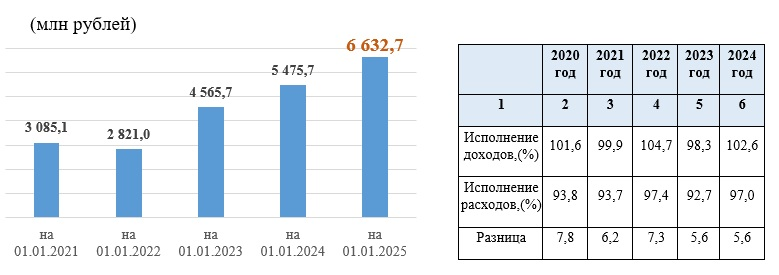 (млн рублей)
6 632,7
5 475,7
4 565,7
3 085,1
2 821,0
на на на на на
01.01.2021 01.01.2022 01.01.2023 01.01.2024 01.01.2025
2020 2021 2022 2023 2024
год год год год год
1 2 3 4 5 6
Исполнение
доходов,(%) 101,6 99,9 104,7 98,3 102,6
Исполнение
расходов,(%) 93,8 93,7 97,4 92,7 97,0
Разница 7,8 6,2 7,3 5,6 5,6